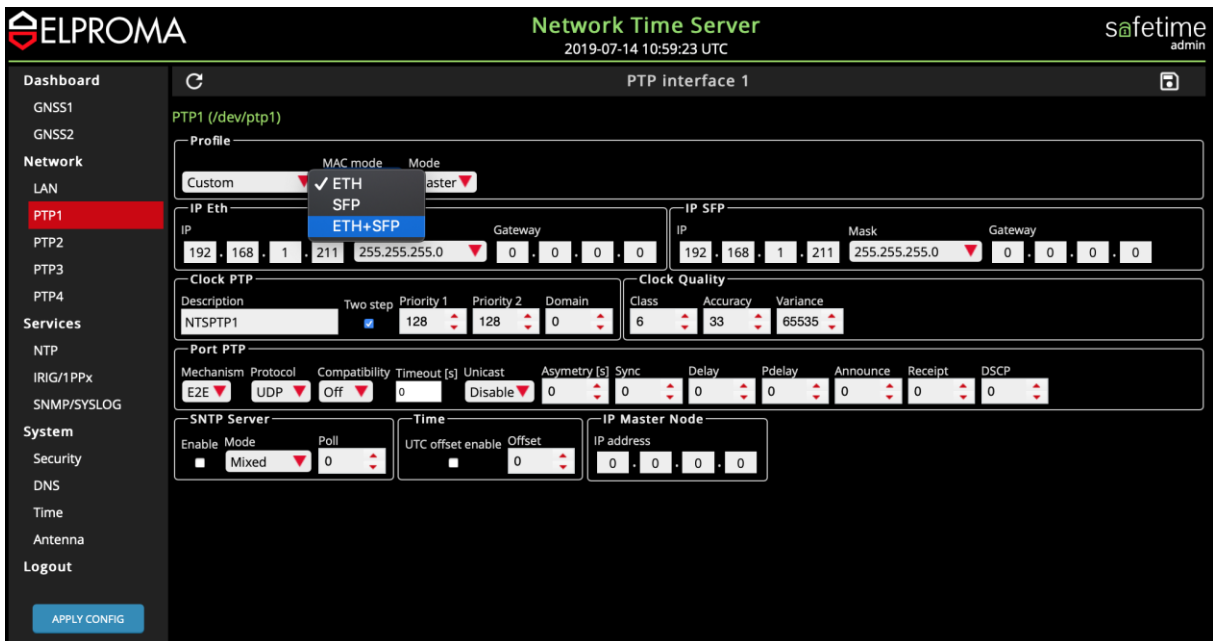 ELPROMA
Network Time Server
2019-07-14 10:59:23 UTC
safetime
admin
Dashboard
GNSS1
GNSS2
Network
LAN
PTP1
PTP2
PTP3
PTP4
Services
NTP
IRIG/1PPx
SNMP/SYSLOG
System
Security
DNS
Time
Antenna
Logout
APPLY CONFIG
PTP interface 1
PTP1 (/dev/ptp1)
Profile
MAC mode Mode
Custom aster
✓ ETH
SFP
ETH+SFP
IP Eth
IP Gateway
192 . 168 . 1 . 211 255.255.255.0 0 . 0 . 0 . 0
IP SFP
IP Mask Gateway
192 . 168 . 1 . 211 255.255.255.0 0 . 0 . 0 . 0
Clock PTP
Description Two step Priority 1 Priority 2 Domain
NTSPTP1 128 128 0
Clock Quality
Class Accuracy Variance
6 33 65535
Port PTP
Mechanism Protocol Compatibility Timeout [s] Unicast Asymetry [s] Sync Delay Pdelay Announce Receipt DSCP
E2E UDP Off 0 Disable 0 0 0 0 0 0 0
SNTP Server
Enable Mode Poll
Mixed 0
Time
UTC offset enable Offset
0
IP Master Node
IP address
0 . 0 . 0 . 0